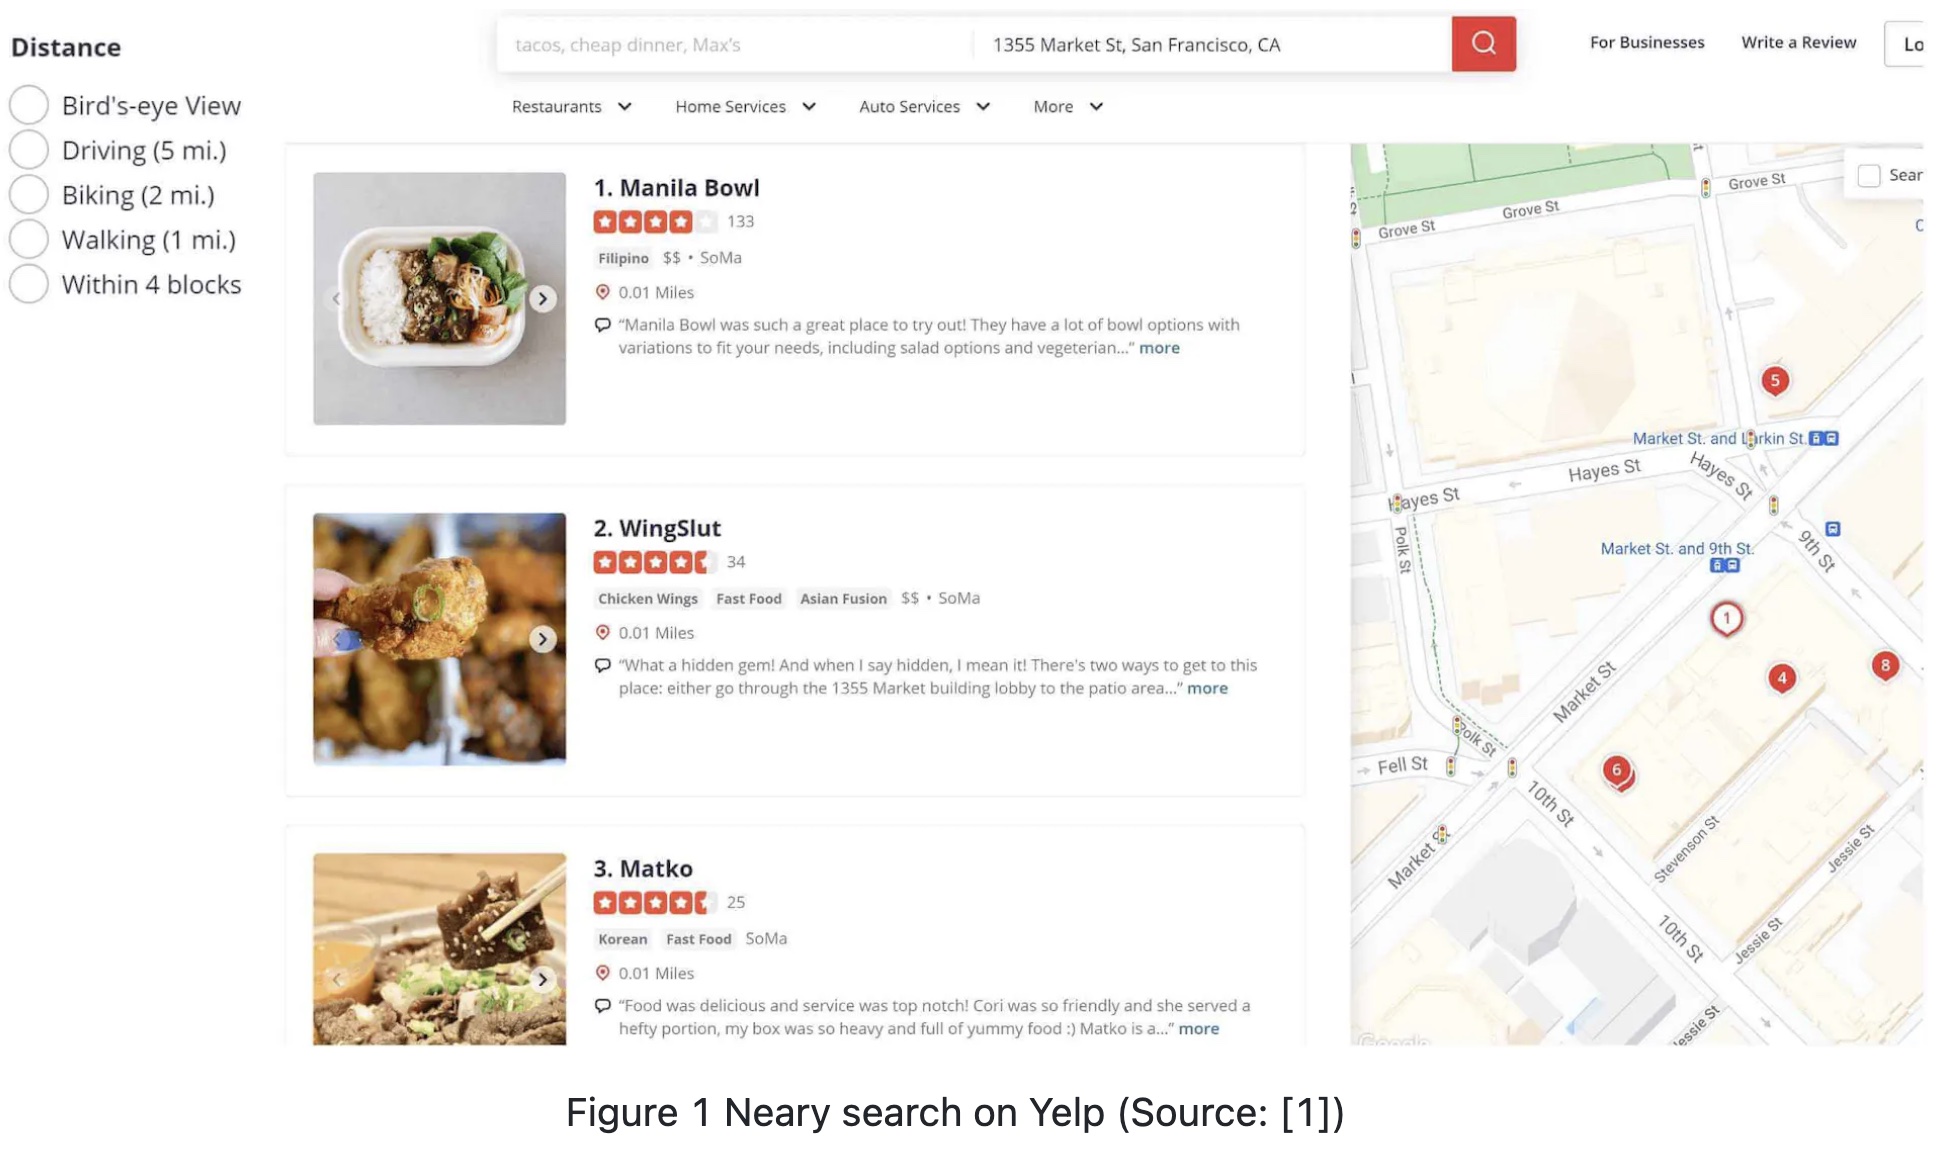 Distance
Bird's-eye View
Driving (5 mi.)
Biking (2 mi.)
Walking (1 mi.)
Within 4 blocks
tacos, cheap dinner, Max's
1355 Market St, San Francisco, CA
For Businesses
Write a Review
Lo
Restaurants
Home Services
Auto Services
More
1. Manila Bowl
133
Filipino $$ • SoMa
0.01 Miles
“Manila Bowl was such a great place to try out! They have a lot of bowl options with
variations to fit your needs, including salad options and vegeterian...” more
2. WingSlut
34
Chicken Wings Fast Food Asian Fusion $$ • SoMa
0.01 Miles
“What a hidden gem! And when I say hidden, I mean it! There's two ways to get to this
place: either go through the 1355 Market building lobby to the patio area...” more
3. Matko
25
Korean Fast Food SoMa
0.01 Miles
“Food was delicious and service was top notch! Cori was so friendly and she served a
hefty portion, my box was so heavy and full of yummy food :) Matko is a...” more
Sear
Grove St
Grove St
Grove St
5
Market St. and Larkin St.
Hayes St
Hayes St
Hayes St
Polk St
Market St. and 9th St.
9th St
1
4
8
Market St
Polk St
Fell St
6
10th St
Market St
Stevenson St
Jessie St
10th St
Jessie St
Jessie St
Google
Figure 1 Neary search on Yelp (Source: [1])